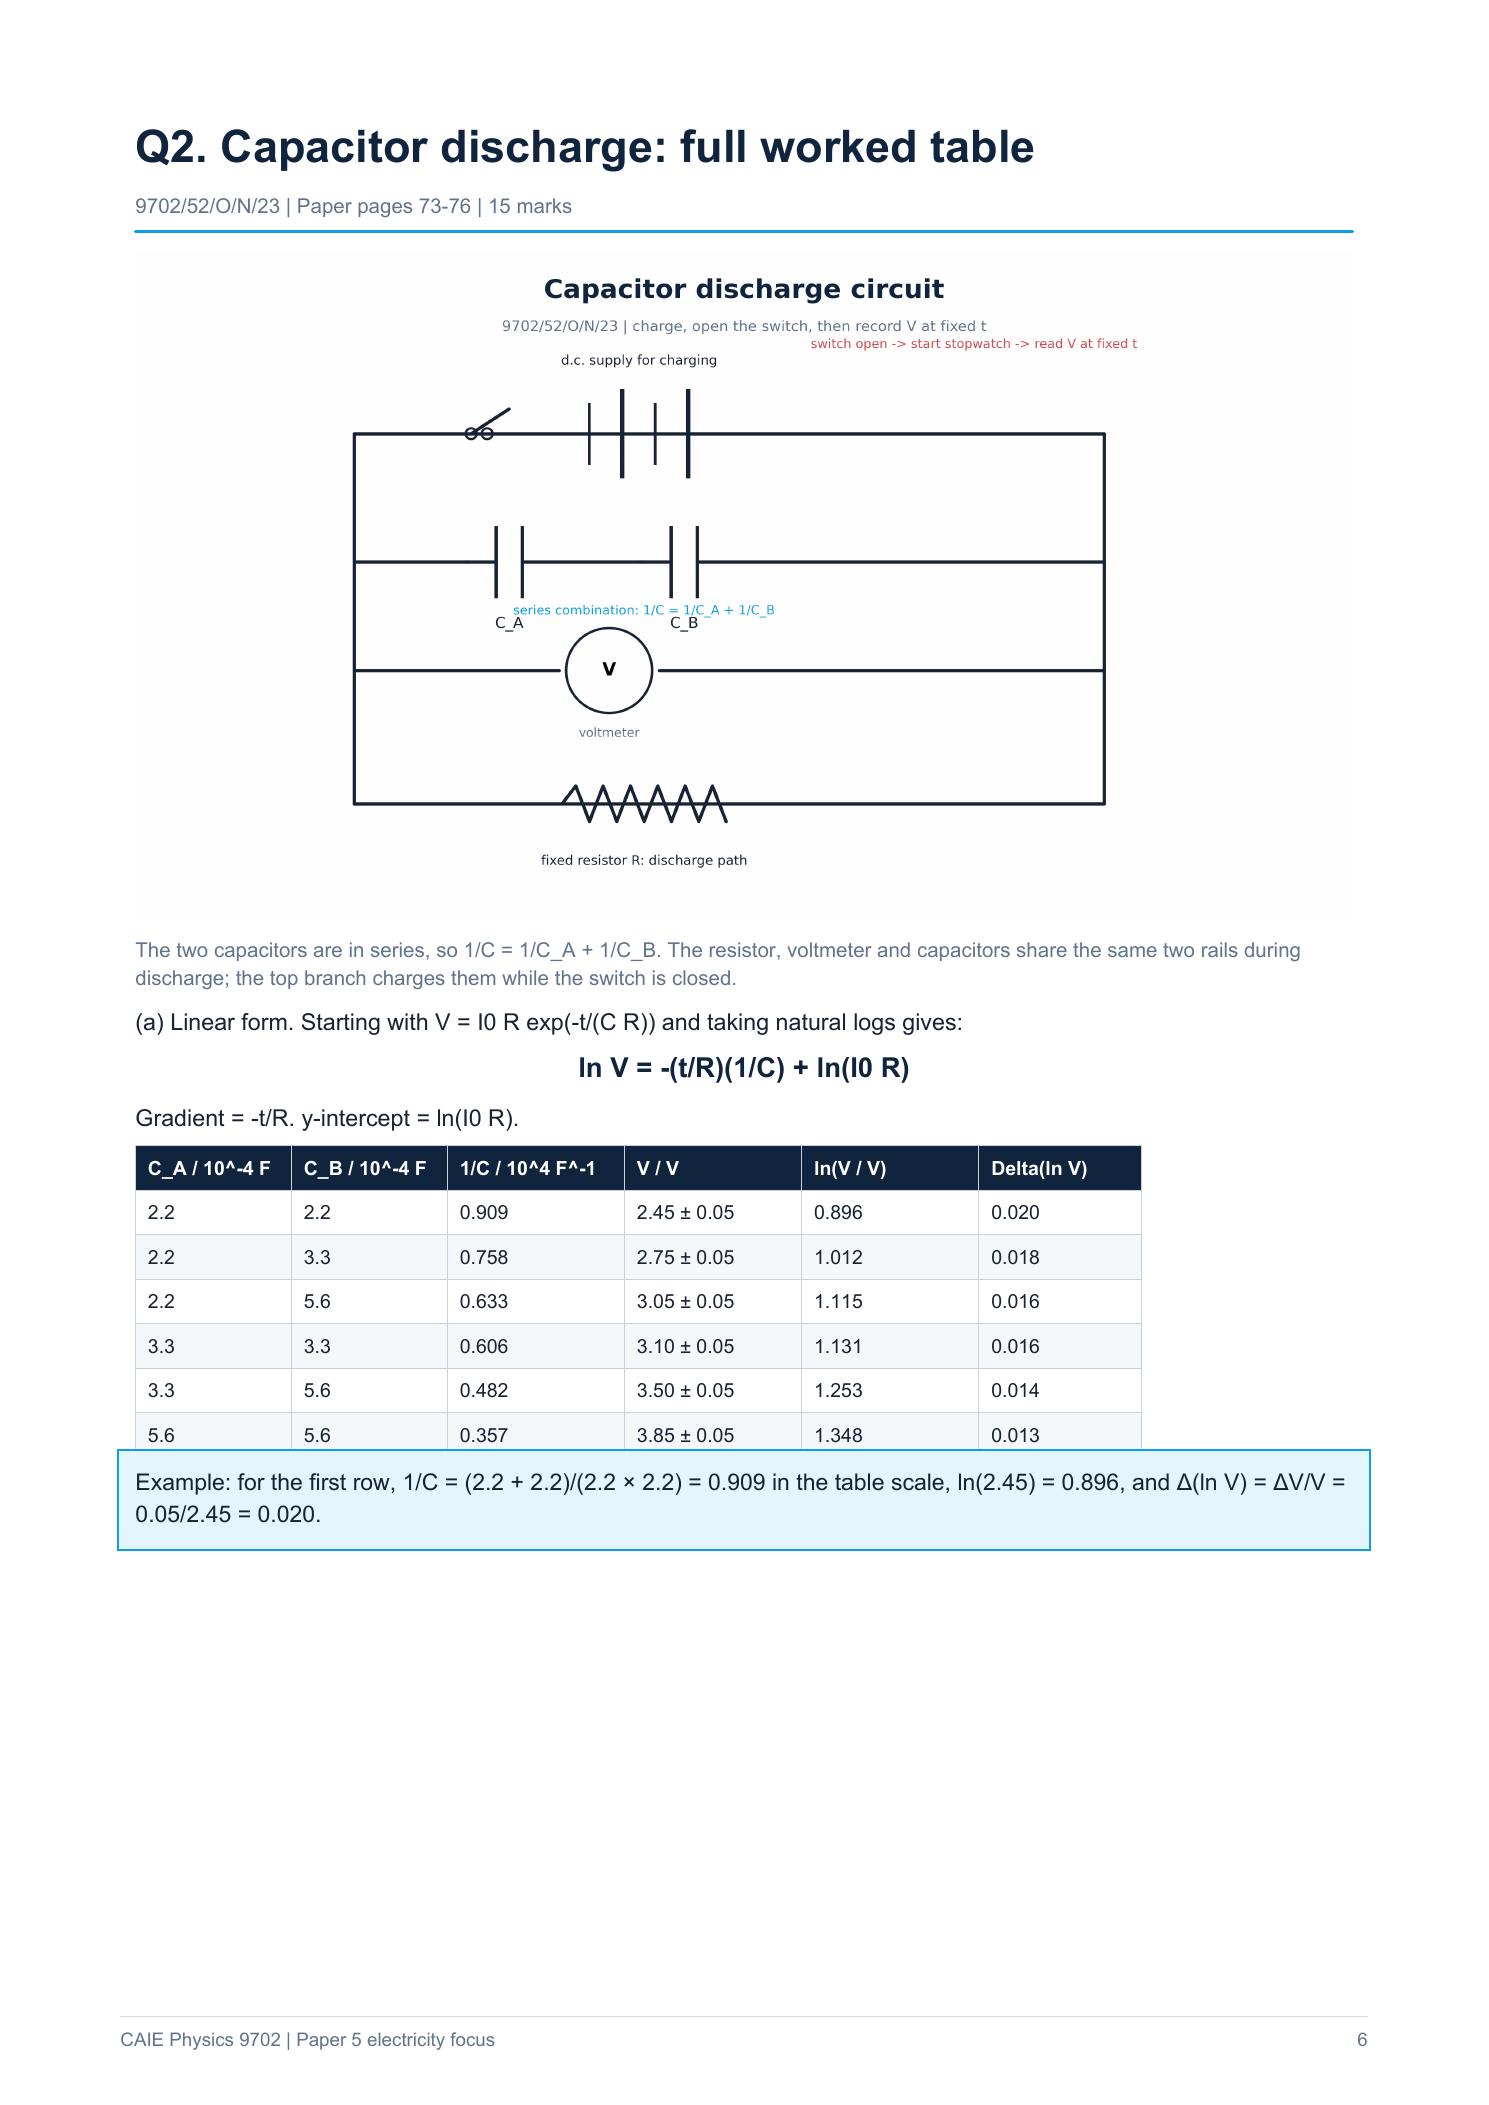 Q2. Capacitor discharge: full worked table
9702/52/O/N/23 | Paper pages 73-76 | 15 marks
Capacitor discharge circuit
9702/52/O/N/23 | charge, open the switch, then record V at fixed t
switch open -> start stopwatch -> read V at fixed t
d.c. supply for charging
series combination: 1/C = 1/C_A + 1/C_B
C_A C_B
V
voltmeter
fixed resistor R: discharge path
The two capacitors are in series, so 1/C = 1/C_A + 1/C_B. The resistor, voltmeter and capacitors share the same two rails during
discharge; the top branch charges them while the switch is closed.
(a) Linear form. Starting with V = I0 R exp(-t/(C R)) and taking natural logs gives:
ln V = -(t/R)(1/C) + ln(I0 R)
Gradient = -t/R. y-intercept = ln(I0 R).
C_A / 10^-4 F C_B / 10^-4 F 1/C / 10^4 F^-1 V / V ln(V / V) Delta(ln V)
2.2 2.2 0.909 2.45 ± 0.05 0.896 0.020
2.2 3.3 0.758 2.75 ± 0.05 1.012 0.018
2.2 5.6 0.633 3.05 ± 0.05 1.115 0.016
3.3 3.3 0.606 3.10 ± 0.05 1.131 0.016
3.3 5.6 0.482 3.50 ± 0.05 1.253 0.014
5.6 5.6 0.357 3.85 ± 0.05 1.348 0.013
Example: for the first row, 1/C = (2.2 + 2.2)/(2.2 × 2.2) = 0.909 in the table scale, ln(2.45) = 0.896, and Δ(ln V) = ΔV/V =
0.05/2.45 = 0.020.
CAIE Physics 9702 | Paper 5 electricity focus 6